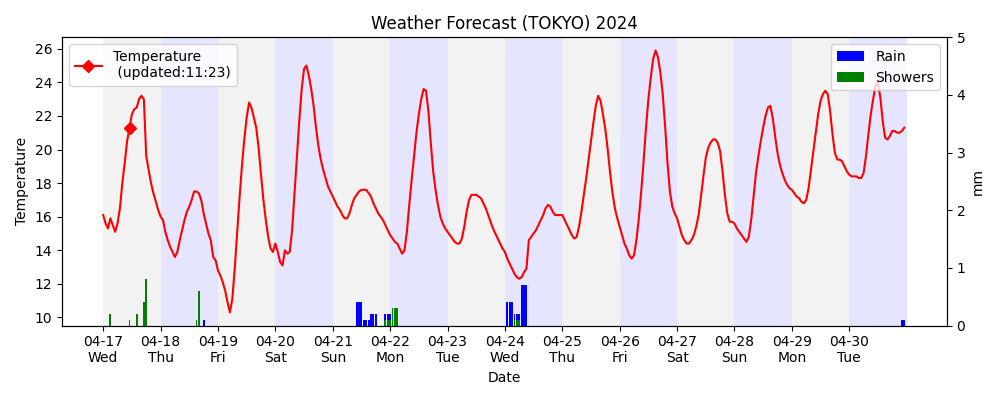 Weather Forecast (TOKYO) 2024
Temperature
(updated:11:23)
Rain
Showers
Temperature
26
24
22
20
18
16
14
12
10
5
4
3
2
1
0
mm
04-17 04-18 04-19 04-20 04-21 04-22 04-23 04-24 04-25 04-26 04-27 04-28 04-29 04-30
Wed Thu Fri Sat Sun Mon Tue Wed Thu Fri Sat Sun Mon Tue
Date